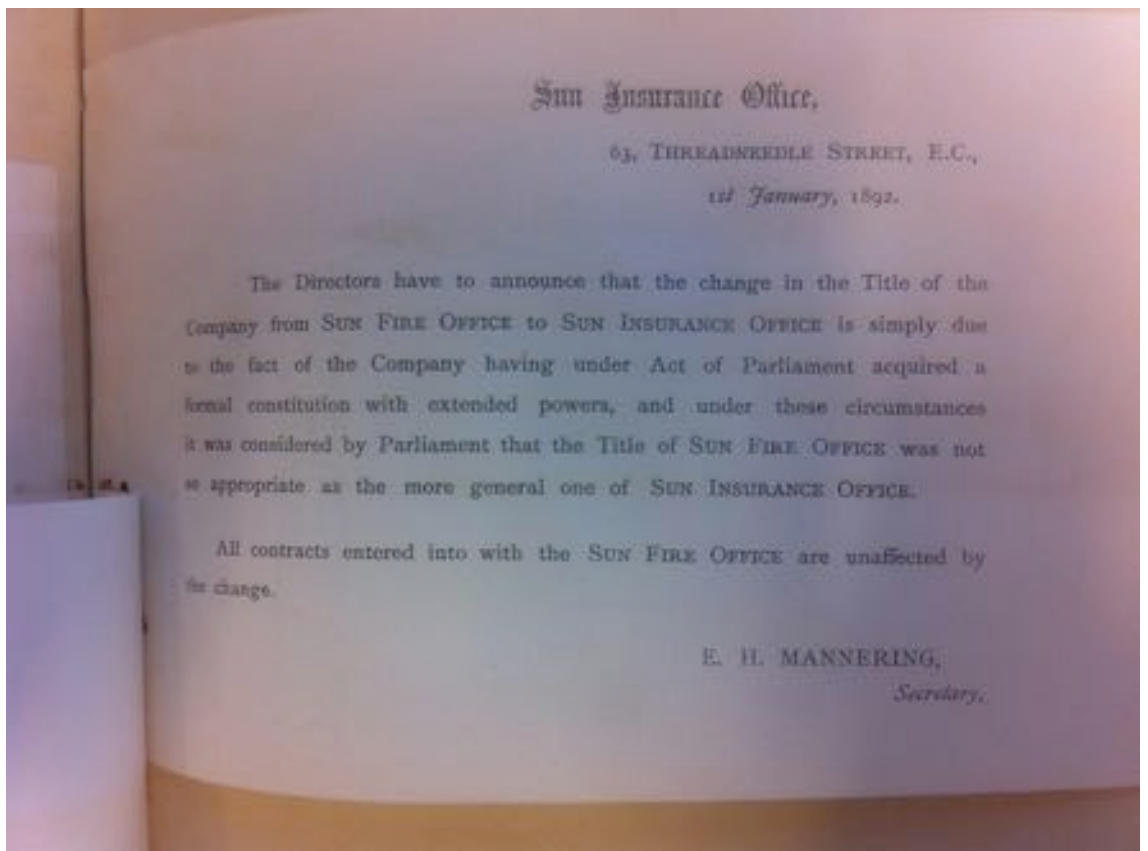 Sun Insurance Office,
63, THREADNEEDLE STREET, E.C.,
1st January, 1892.
The Directors have to announce that the change in the Title of the
Company from SUN FIRE OFFICE to SUN INSURANCE OFFICE is simply due
to the fact of the Company having under Act of Parliament acquired a
formal constitution with extended powers, and under these circumstances
it was considered by Parliament that the Title of SUN FIRE OFFICE was not
so appropriate as the more general one of SUN INSURANCE OFFICE.
All contracts entered into with the SUN FIRE OFFICE are unaffected by
the change.
E. H. MANNERING,
Secretary.